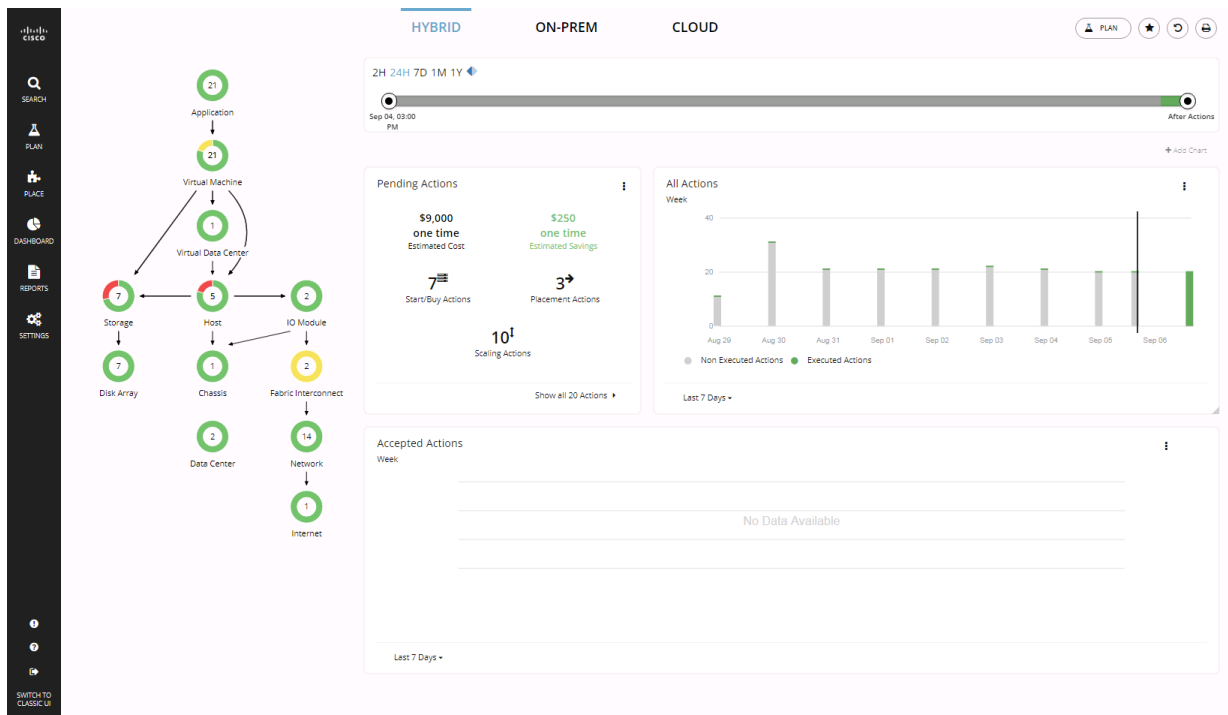 CISCO
SEARCH
PLAN
PLACE
DASHBOARD
REPORTS
SETTINGS
SWITCH TO
CLASSIC UI
HYBRID
ON-PREM
CLOUD
PLAN
21
Application
21
Virtual Machine
1
Virtual Data Center
7
Storage
5
Host
2
IO Module
7
Disk Array
1
Chassis
2
Fabric Interconnect
2
Data Center
14
Network
1
Internet
2H 24H 7D 1M 1Y
Sep 04, 03:00
PM
After Actions
+ Add Chart
Pending Actions
$9,000
one time
Estimated Cost
$250
one time
Estimated Savings
7
Start/Buy Actions
3
Placement Actions
10
Scaling Actions
Show all 20 Actions
All Actions
Week
40
20
0
Aug 29 Aug 30 Aug 31 Sep 01 Sep 02 Sep 03 Sep 04 Sep 05 Sep 06
Non Executed Actions Executed Actions
Last 7 Days
Accepted Actions
Week
No Data Available
Last 7 Days